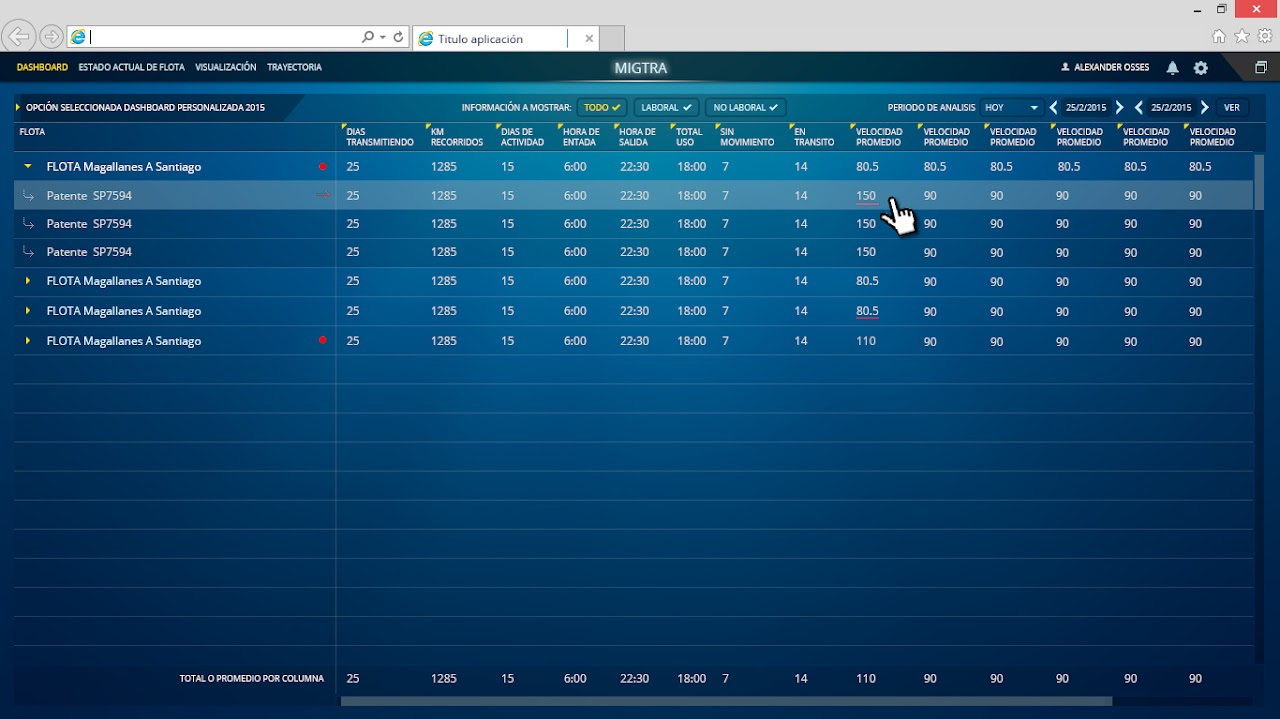 Titulo aplicación
DASHBOARD ESTADO ACTUAL DE FLOTA VISUALIZACIÓN TRAYECTORIA MIGTRA ALEXANDER OSSES
OPCIÓN SELECCIONADA DASHBOARD PERSONALIZADA 2015 INFORMACIÓN A MOSTRAR: TODO LABORAL NO LABORAL PERIODO DE ANALISIS HOY 25/2/2015 25/2/2015 VER
FLOTA DIAS TRANSMITIENDO KM RECORRIDOS DIAS DE ACTIVIDAD HORA DE ENTADA HORA DE SALIDA TOTAL USO SIN MOVIMIENTO EN TRANSITO VELOCIDAD PROMEDIO VELOCIDAD PROMEDIO VELOCIDAD PROMEDIO VELOCIDAD PROMEDIO VELOCIDAD PROMEDIO VELOCIDAD PROMEDIO
FLOTA Magallanes A Santiago 25 1285 15 6:00 22:30 18:00 7 14 80.5 80.5 80.5 80.5 80.5 80.5
Patente SP7594 25 1285 15 6:00 22:30 18:00 7 14 150 90 90 90 90 90
Patente SP7594 25 1285 15 6:00 22:30 18:00 7 14 150 90 90 90 90 90
Patente SP7594 25 1285 15 6:00 22:30 18:00 7 14 150 90 90 90 90 90
FLOTA Magallanes A Santiago 25 1285 15 6:00 22:30 18:00 7 14 80.5 90 90 90 90 90
FLOTA Magallanes A Santiago 25 1285 15 6:00 22:30 18:00 7 14 80.5 90 90 90 90 90
FLOTA Magallanes A Santiago 25 1285 15 6:00 22:30 18:00 7 14 110 90 90 90 90 90
TOTAL O PROMEDIO POR COLUMNA 25 1285 15 6:00 22:30 18:00 7 14 110 90 90 90 90 90